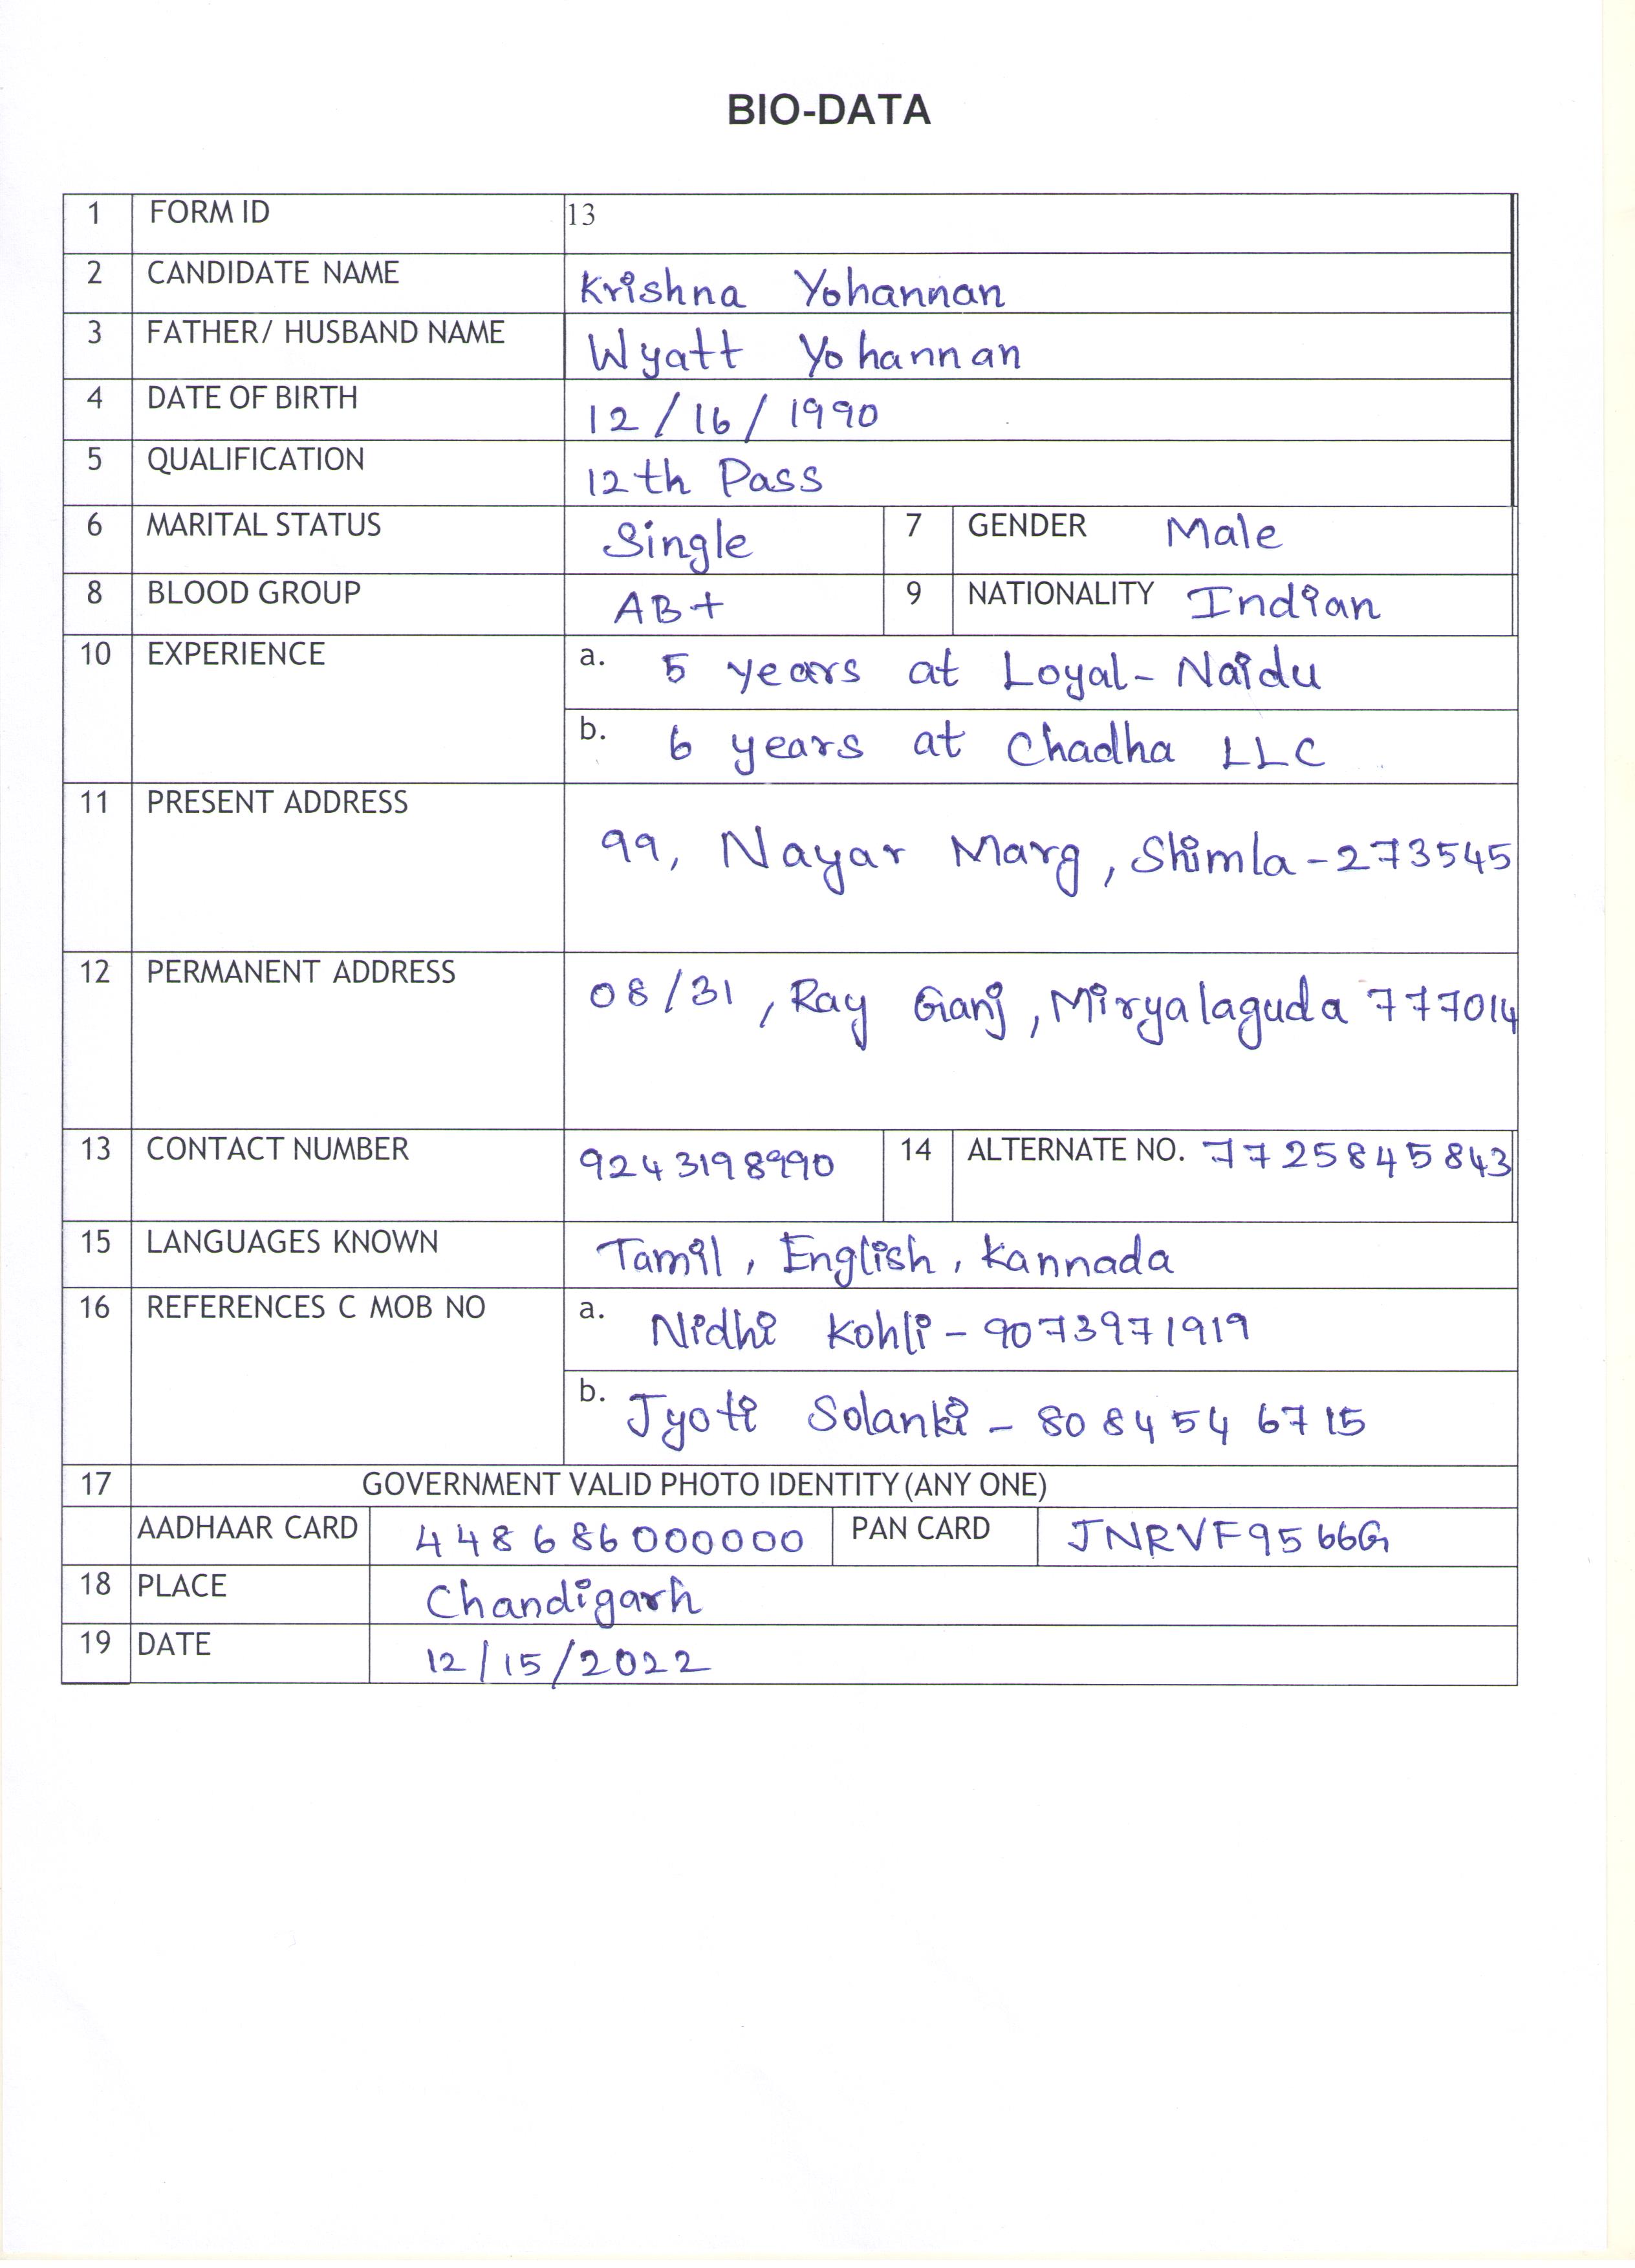 BIO-DATA
1 FORM ID 13
2 CANDIDATE NAME Krishna Yohannan
3 FATHER/ HUSBAND NAME Wyatt Yohannan
4 DATE OF BIRTH 12/16/1990
5 QUALIFICATION 12th Pass
6 MARITAL STATUS Single 7 GENDER Male
8 BLOOD GROUP AB+ 9 NATIONALITY Indian
10 EXPERIENCE a. 5 years at Loyal-Naidu
b. 6 years at Chadha LLC
11 PRESENT ADDRESS 99, Nayar Marg, Shimla-273545
12 PERMANENT ADDRESS 08/31, Ray Ganj, Miryalaguda 777014
13 CONTACT NUMBER 9243198990 14 ALTERNATE NO. 7725845843
15 LANGUAGES KNOWN Tamil, English, Kannada
16 REFERENCES C MOB NO a. Nidhi Kohli - 9073971919
b. Jyoti Solanki - 8084546715
17 GOVERNMENT VALID PHOTO IDENTITY (ANY ONE)
AADHAAR CARD 448686000000 PAN CARD JNRVF9566G
18 PLACE Chandigarh
19 DATE 12/15/2022